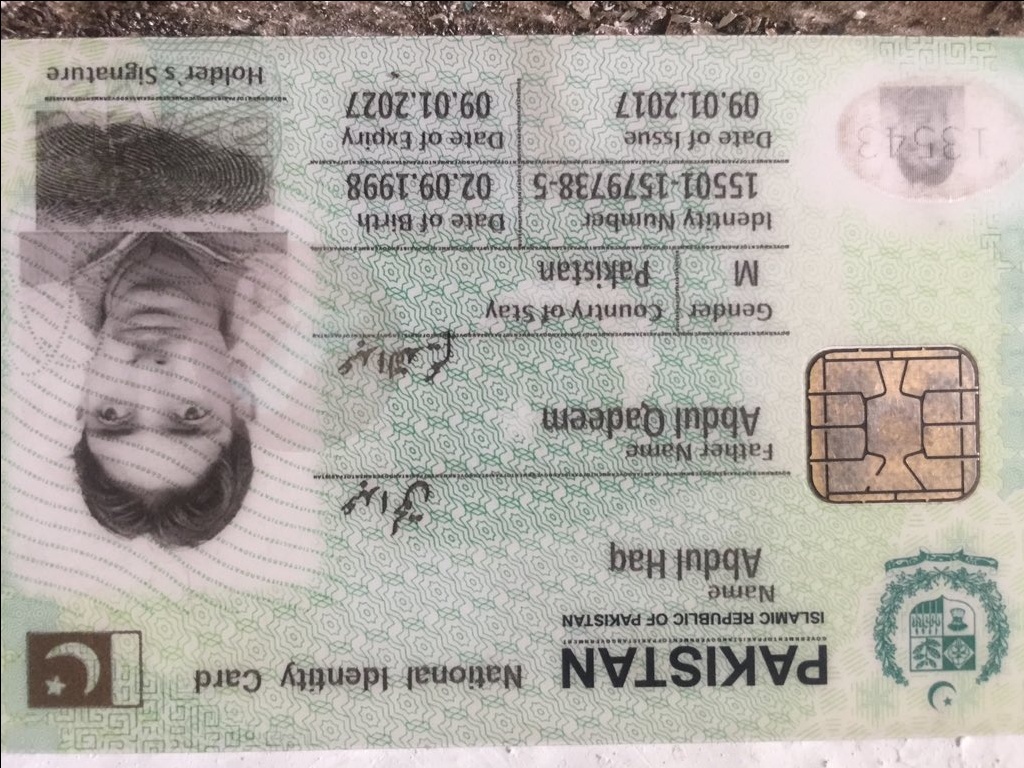 PAKISTAN National Identity Card
ISLAMIC REPUBLIC OF PAKISTAN
Name
Abdul Haq
عبدالحق
Father Name
Abdul Qadeem
Gender Country of Stay
M Pakistan
Identity Number Date of Birth
15501-1579738-5 02.09.1998
Date of Issue Date of Expiry
09.01.2017 09.01.2027
Holder's Signature
13543